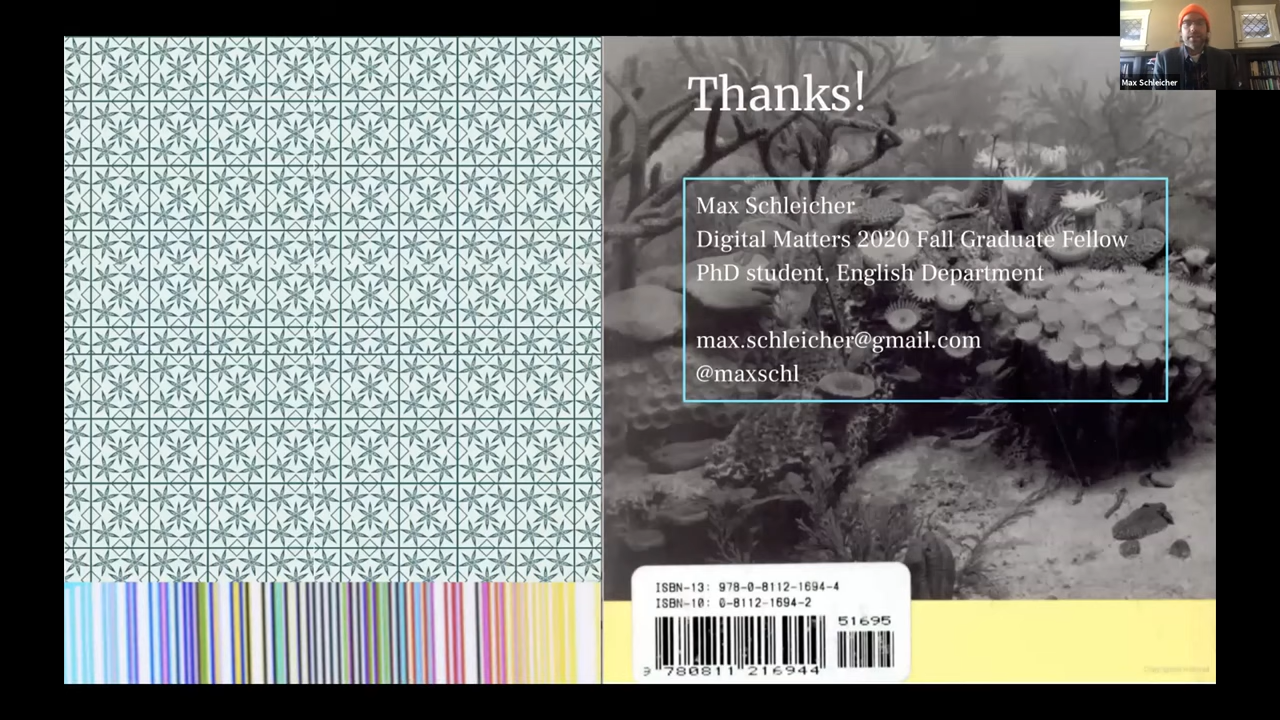 Max Schleicher
Thanks!
Max Schleicher
Digital Matters 2020 Fall Graduate Fellow
PhD student, English Department
max.schleicher@gmail.com
@maxschl
ISBN-13: 978-0-8112-1694-4
ISBN-10: 0-8112-1694-2
51695
9 780811 216944